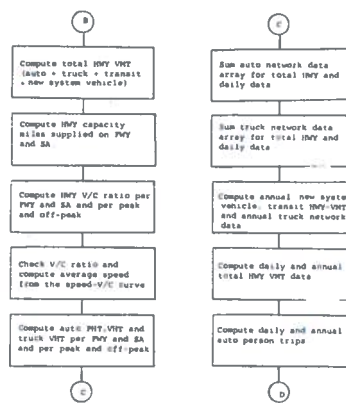 B
Compute total HWY VMT
(auto + truck + transit
+ new system vehicle)
Compute HWY capacity
miles supplied on FWY
and SA
Compute HWY V/C ratio per
FWY and SA and per peak
and off-peak
Check V/C ratio and
compute average speed
from the speed-V/C curve
Compute auto PHT,VHT and
truck VHT per FWY and SA
and per peak and off-peak
C
C
Sum auto network data
array for total HWY and
daily data
Sum truck network data
array for total HWY and
daily data
Compute annual new system
vehicle, transit HWY-VMT
and annual truck network
data
Compute daily and annual
total HWY VMT data
Compute daily and annual
auto person trips
D